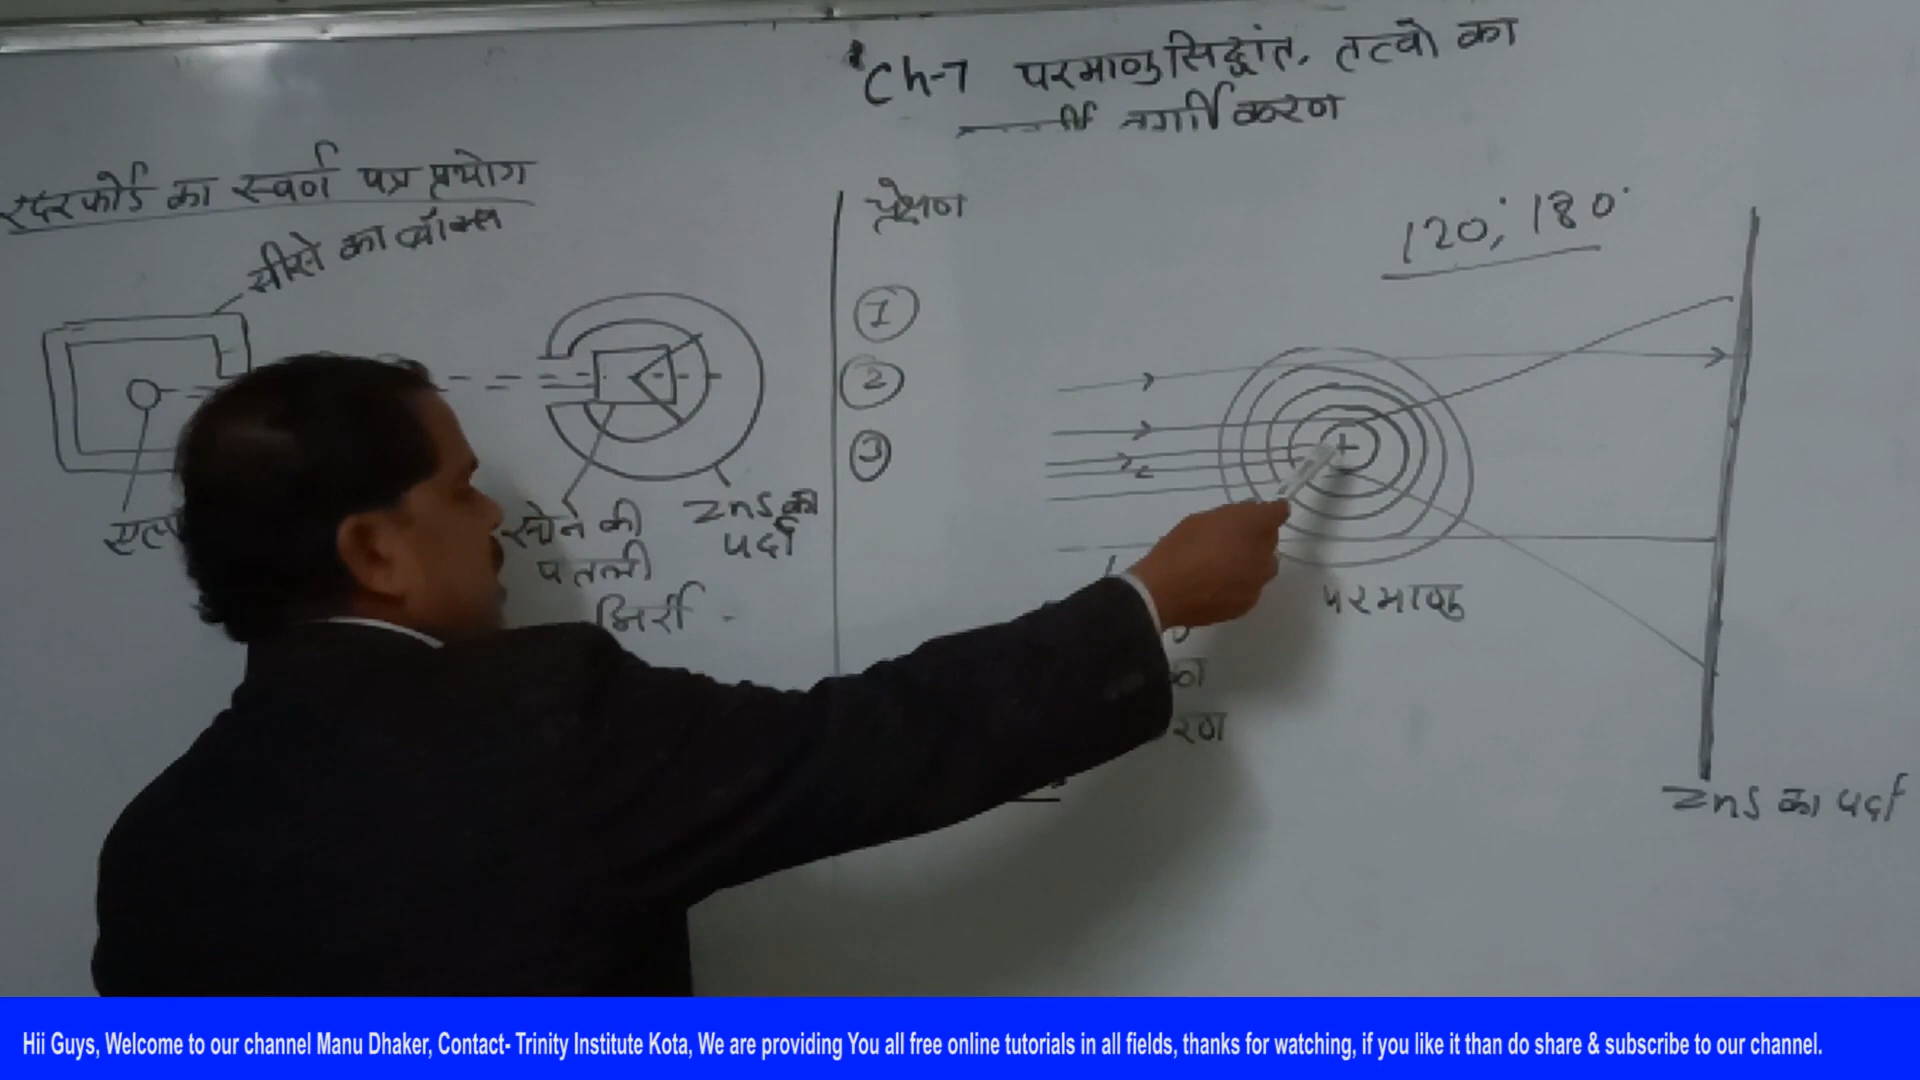 Ch-7 परमाणु सिद्धांत, तत्वो का
वर्गीकरण
रदरफोर्ड का स्वर्ण पत्र प्रयोग
सीसे का बॉक्स
सोने की
पतली
ZnS का
पर्दा
प्रेक्षण
1
2
3
120°, 180°
+
परमाणु
ZnS का पर्दा
Hii Guys, Welcome to our channel Manu Dhaker, Contact- Trinity Institute Kota, We are providing You all free online tutorials in all fields, thanks for watching, if you like it than do share & subscribe to our channel.